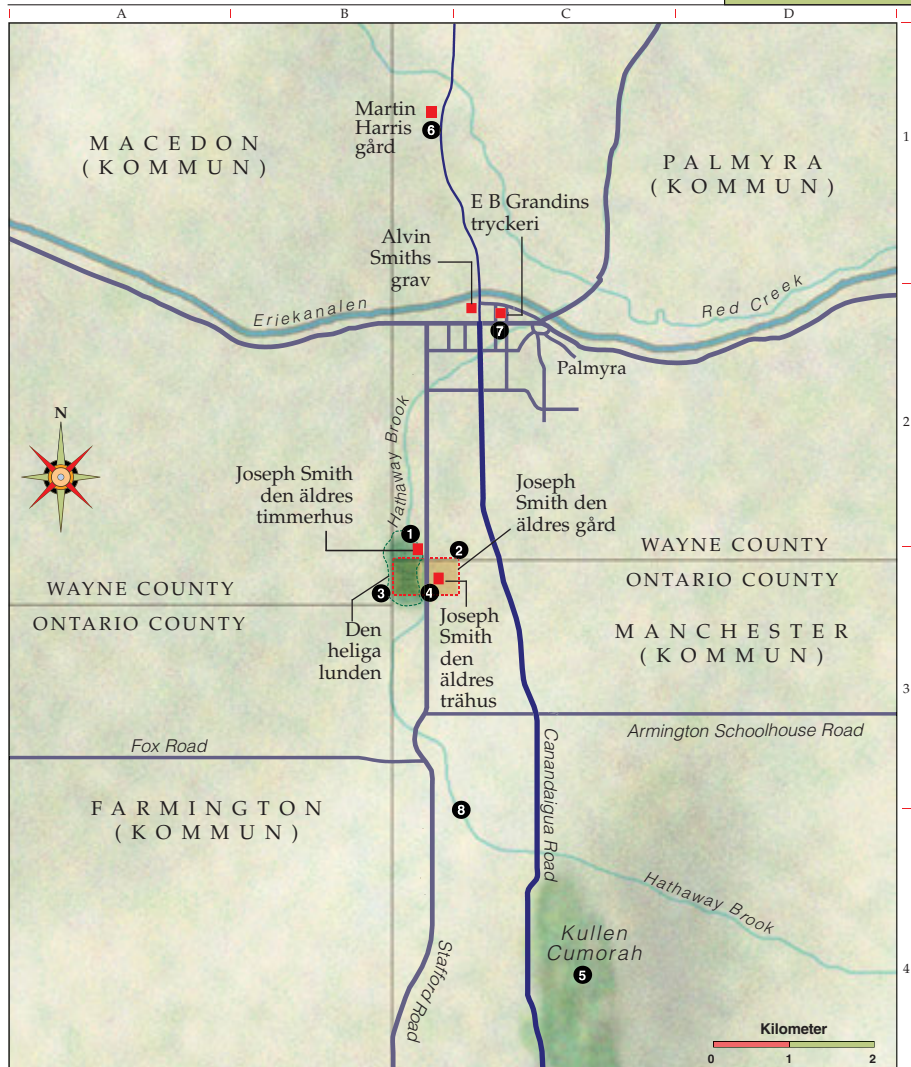 A B C D
Martin
Harris
gård
6
1
MACEDON
(KOMMUN)
PALMYRA
(KOMMUN)
E B Grandins
tryckeri
Alvin
Smiths
grav
Eriekanalen
Red Creek
7
Palmyra
2
N
Hathaway Brook
Joseph Smith
den äldres
timmerhus
Joseph
Smith den
äldres gård
1
2
WAYNE COUNTY
ONTARIO COUNTY
WAYNE COUNTY
ONTARIO COUNTY
3
4
Den
heliga
lunden
Joseph
Smith
den
äldres
trähus
MANCHESTER
(KOMMUN)
3
Armington Schoolhouse Road
Fox Road
Canandaigua Road
FARMINGTON
(KOMMUN)
8
Hathaway Brook
Kullen
Cumorah
5
4
Stafford Road
Kilometer
0 1 2